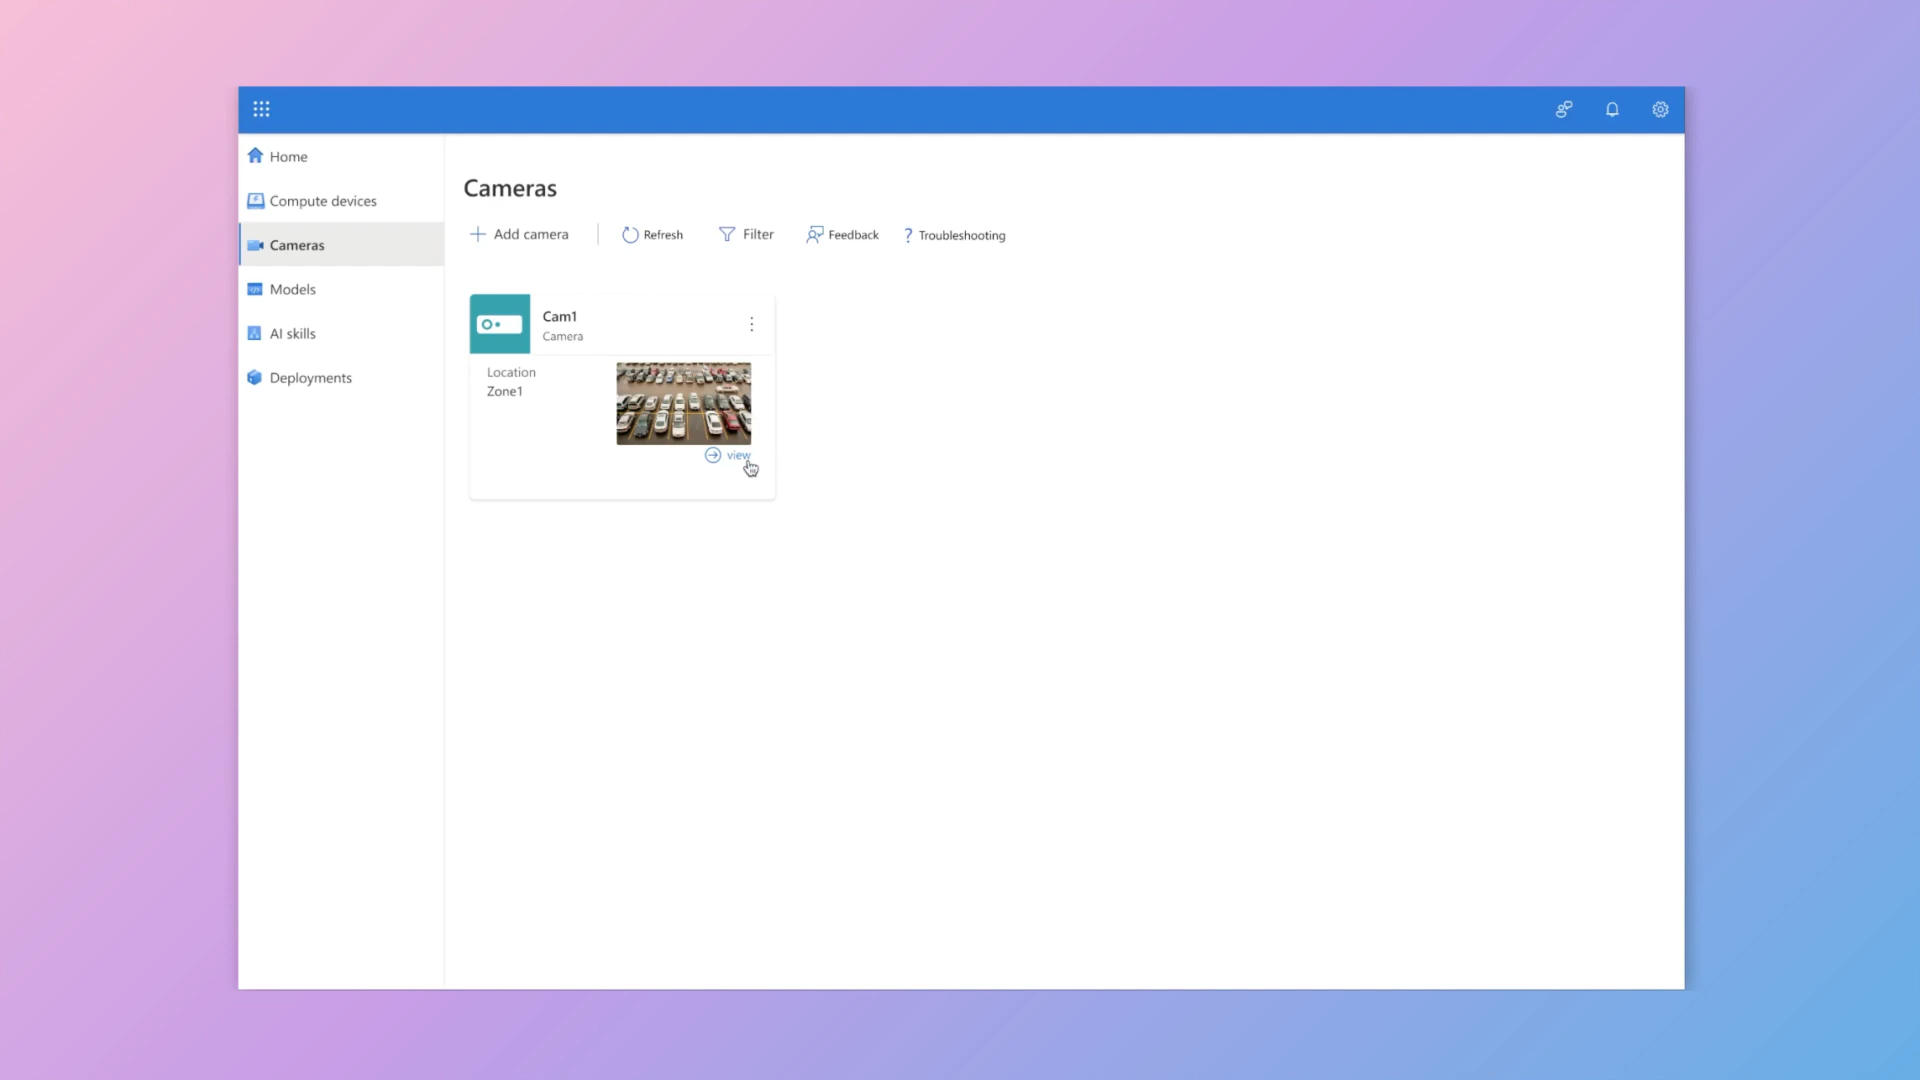 Home
Compute devices
Cameras
Models
AI skills
Deployments
Cameras
Add camera
Refresh
Filter
Feedback
? Troubleshooting
Cam1
Camera
Location
Zone1
view